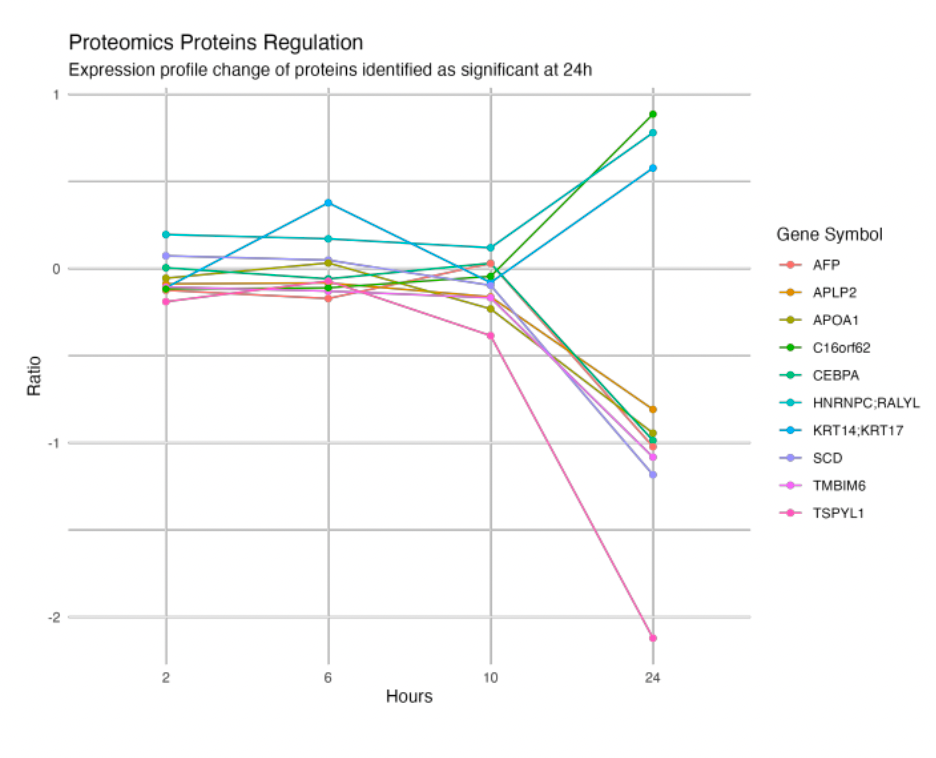 Proteomics Proteins Regulation
Expression profile change of proteins identified as significant at 24h
1
0
-1
-2
Ratio
2 6 10 24
Hours
Gene Symbol
AFP
APLP2
APOA1
C16orf62
CEBPA
HNRNPC;RALYL
KRT14;KRT17
SCD
TMBIM6
TSPYL1